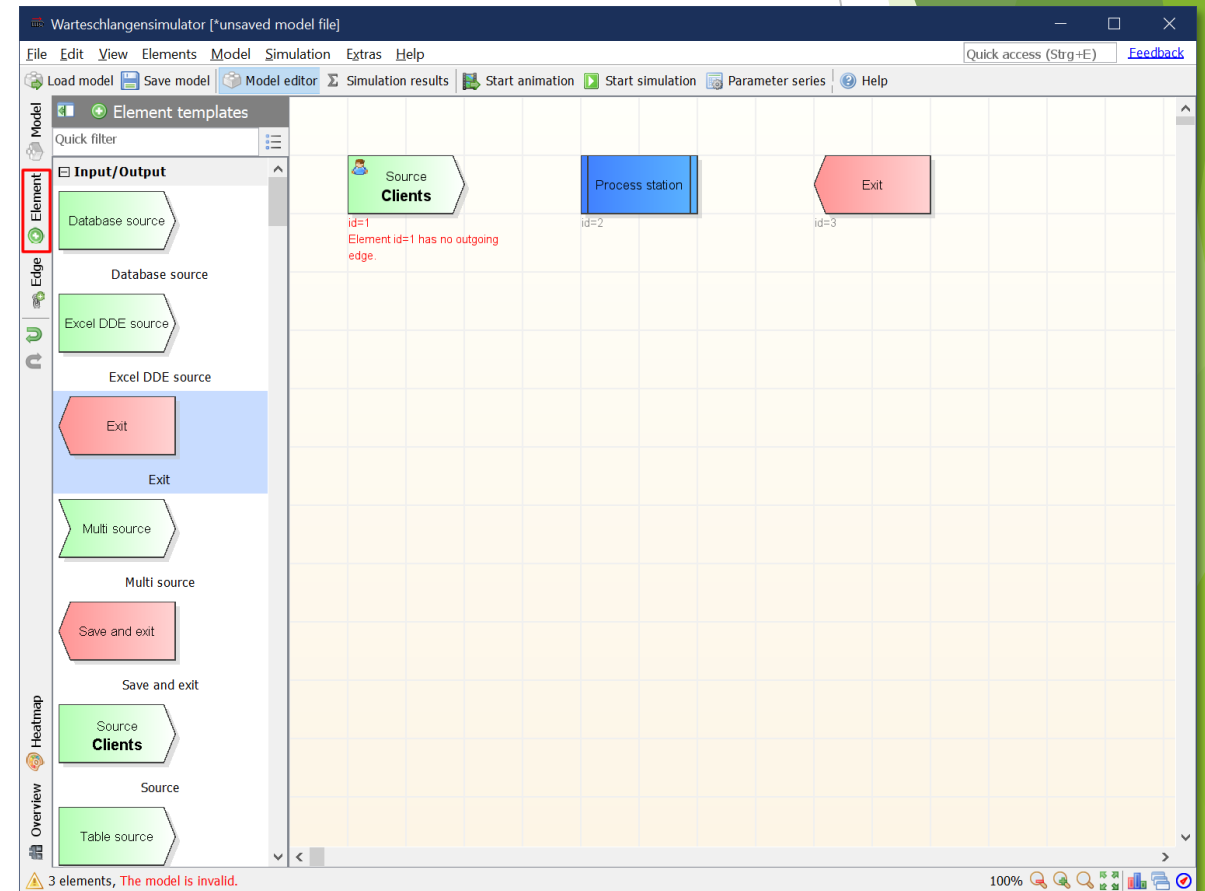 Warteschlangensimulator [*unsaved model file]
File Edit View Elements Model Simulation Extras Help
Quick access (Strg+E) Feedback
Load model Save model Model editor Σ Simulation results Start animation Start simulation Parameter series Help
Model
Element
Edge
Heatmap
Overview
Element templates
Quick filter
Input/Output
Database source
Database source
Excel DDE source
Excel DDE source
Exit
Exit
Multi source
Multi source
Save and exit
Save and exit
Source
Clients
Source
Table source
Source
Clients
id=1
Element id=1 has no outgoing
edge.
Process station
id=2
Exit
id=3
3 elements, The model is invalid.
100%